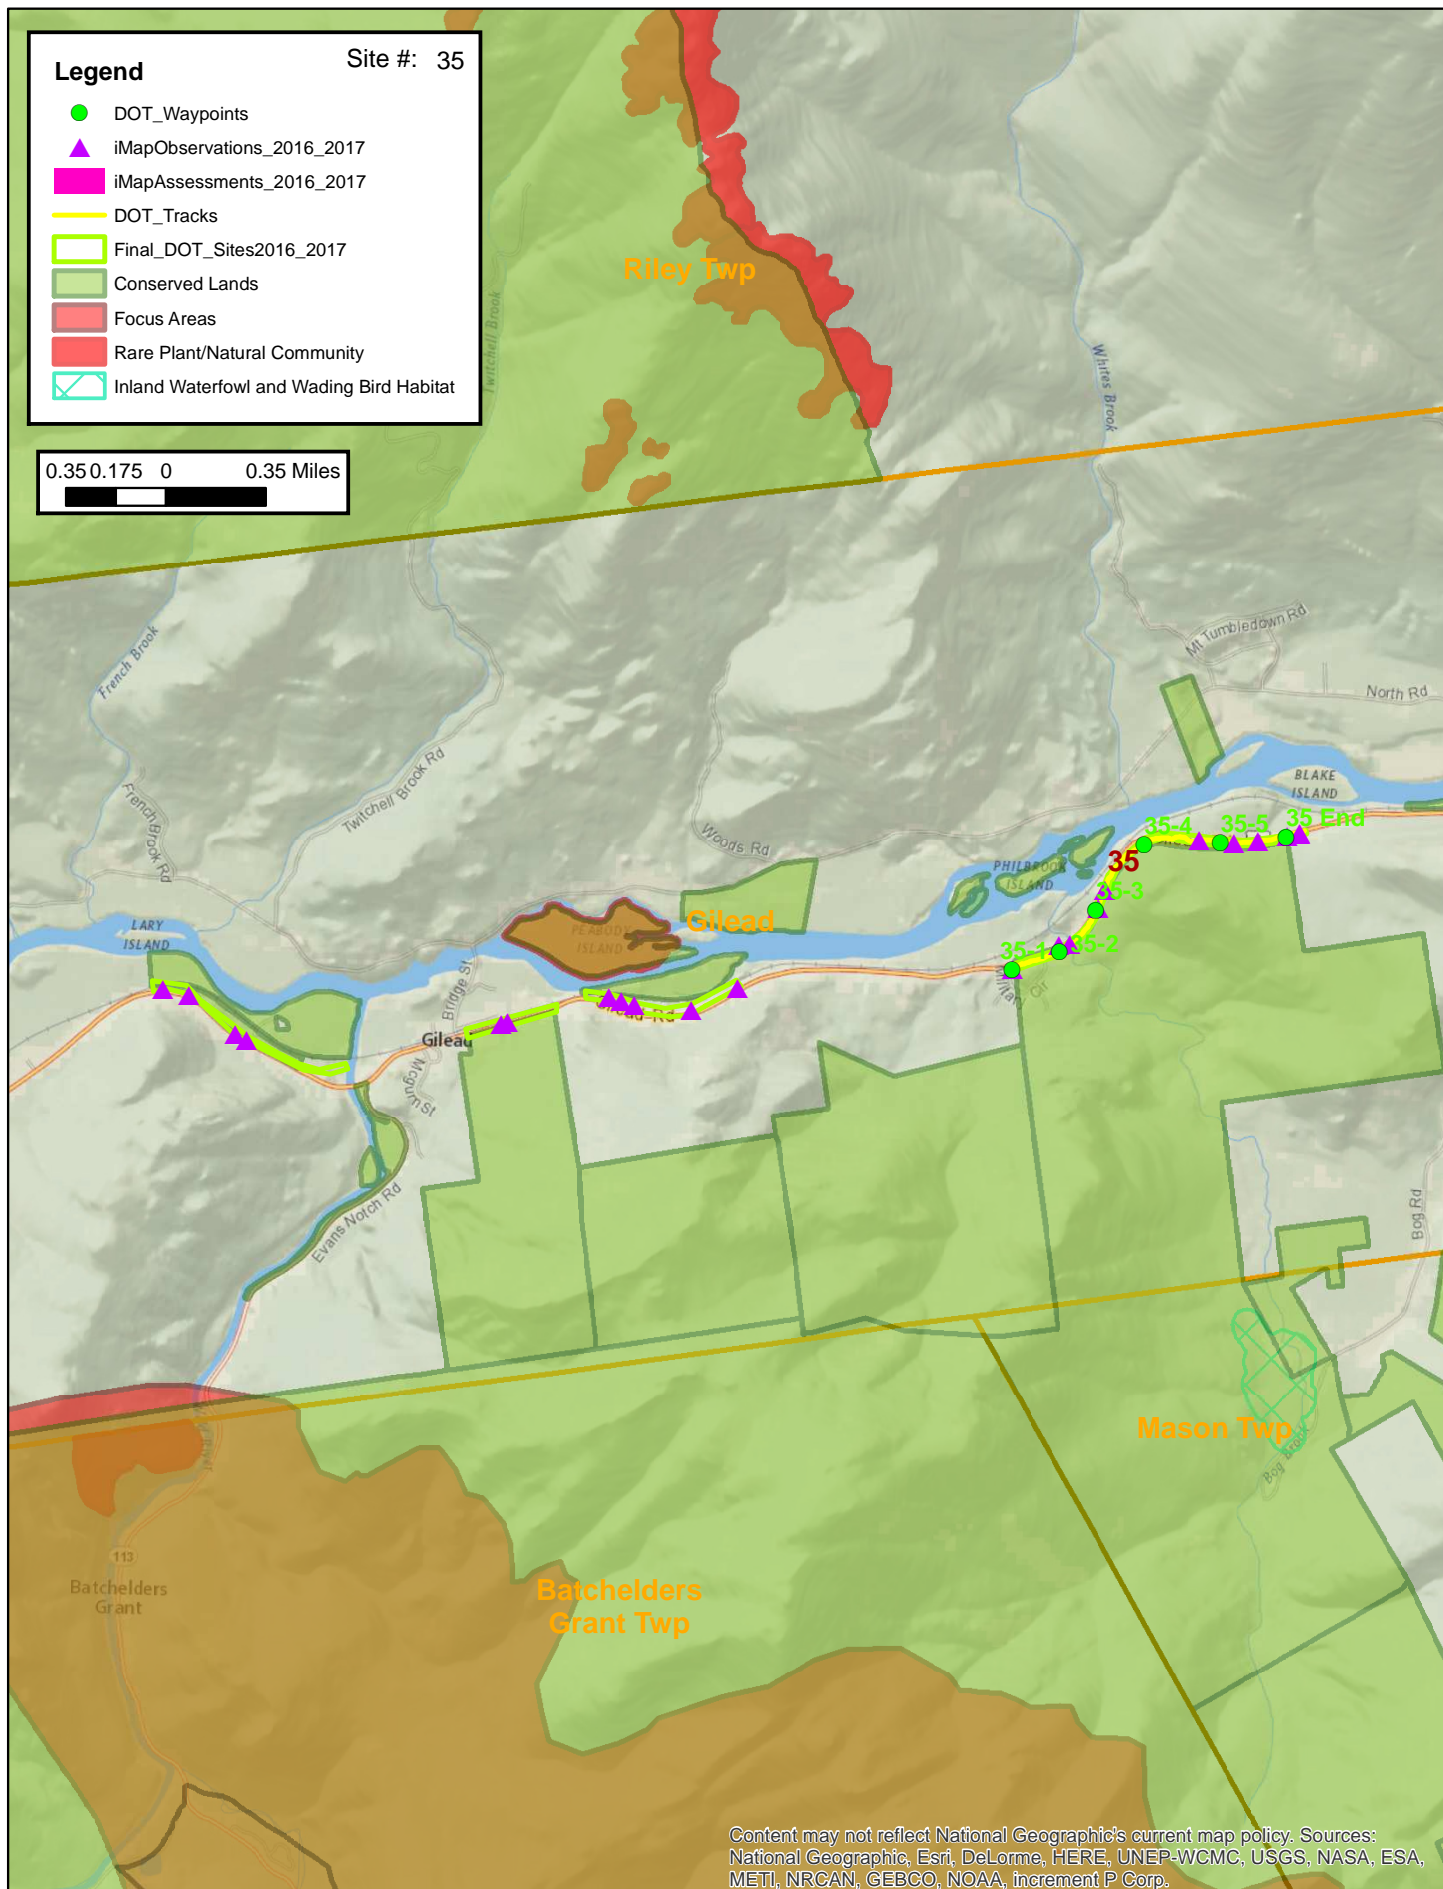 Site #: 35
Legend
DOT_Waypoints
iMapObservations_2016_2017
iMapAssessments_2016_2017
DOT_Tracks
Final_DOT_Sites2016_2017
Conserved Lands
Focus Areas
Rare Plant/Natural Community
Inland Waterfowl and Wading Bird Habitat
0.35 0.175 0 0.35 Miles
Riley Twp
Twitchell Brook
Whites Brook
French Brook
Mt Tumbledown Rd
North Rd
Twitchell Brook Rd
French Brook Rd
Woods Rd
BLAKE
ISLAND
35-4
35-5
35 End
35
PHILBROOK
ISLAND
35-3
LARY
ISLAND
PEABODY
ISLAND
Gilead
35-1
35-2
Military Cir
Bridge St
Gilead
Mcgurn St
Evans Notch Rd
Bog Rd
Mason Twp
Bog Brook
113
Batchelders
Grant
Batchelders
Grant Twp
Content may not reflect National Geographic's current map policy. Sources:
National Geographic, Esri, DeLorme, HERE, UNEP-WCMC, USGS, NASA, ESA,
METI, NRCAN, GEBCO, NOAA, increment P Corp.